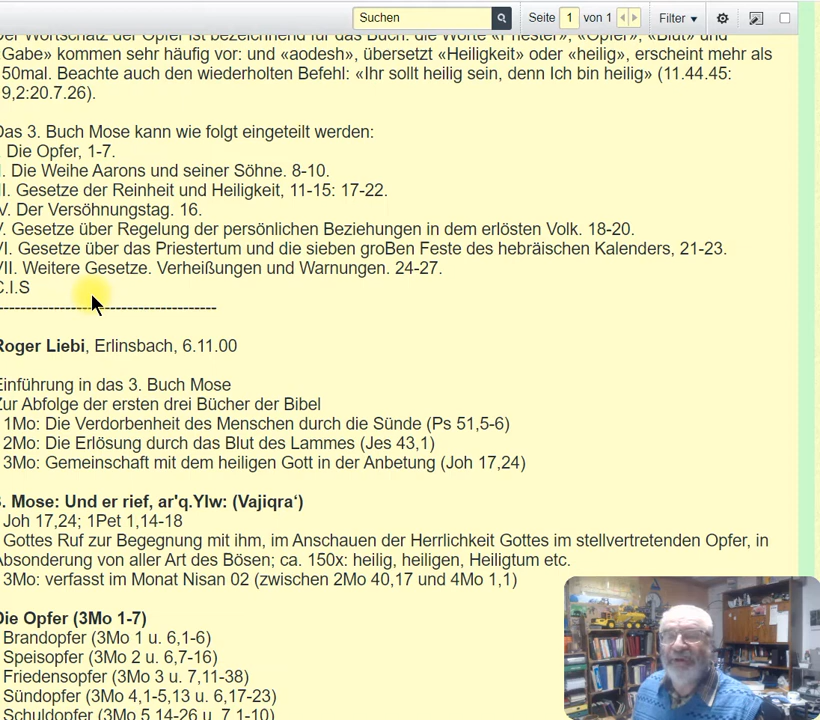 Suchen
Seite 1 von 1
Filter
Der Wortschatz der Opfer ist bezeichnend für das Buch: die Worte «Priester», «Opfer», «Blut» und
«Gabe» kommen sehr häufig vor: und «aodesh», übersetzt «Heiligkeit» oder «heilig», erscheint mehr als
50mal. Beachte auch den wiederholten Befehl: «Ihr sollt heilig sein, denn Ich bin heilig» (11.44.45:
9,2:20.7.26).
Das 3. Buch Mose kann wie folgt eingeteilt werden:
. Die Opfer, 1-7.
I. Die Weihe Aarons und seiner Söhne. 8-10.
II. Gesetze der Reinheit und Heiligkeit, 11-15: 17-22.
V. Der Versöhnungstag. 16.
V. Gesetze über Regelung der persönlichen Beziehungen in dem erlösten Volk. 18-20.
VI. Gesetze über das Priestertum und die sieben groBen Feste des hebräischen Kalenders, 21-23.
VII. Weitere Gesetze. Verheißungen und Warnungen. 24-27.
C.I.S
----------------------------------------
Roger Liebi, Erlinsbach, 6.11.00
Einführung in das 3. Buch Mose
Zur Abfolge der ersten drei Bücher der Bibel
1Mo: Die Verdorbenheit des Menschen durch die Sünde (Ps 51,5-6)
2Mo: Die Erlösung durch das Blut des Lammes (Jes 43,1)
3Mo: Gemeinschaft mit dem heiligen Gott in der Anbetung (Joh 17,24)
3. Mose: Und er rief, ar'q.YIw: (Vajiqra‘)
Joh 17,24; 1Pet 1,14-18
Gottes Ruf zur Begegnung mit ihm, im Anschauen der Herrlichkeit Gottes im stellvertretenden Opfer, in
Absonderung von aller Art des Bösen; ca. 150x: heilig, heiligen, Heiligtum etc.
3Mo: verfasst im Monat Nisan 02 (zwischen 2Mo 40,17 und 4Mo 1,1)
Die Opfer (3Mo 1-7)
Brandopfer (3Mo 1 u. 6,1-6)
Speisopfer (3Mo 2 u. 6,7-16)
Friedensopfer (3Mo 3 u. 7,11-38)
Sündopfer (3Mo 4,1-5,13 u. 6,17-23)
Schuldopfer (3Mo 5,14-26 u. 7,1-10)